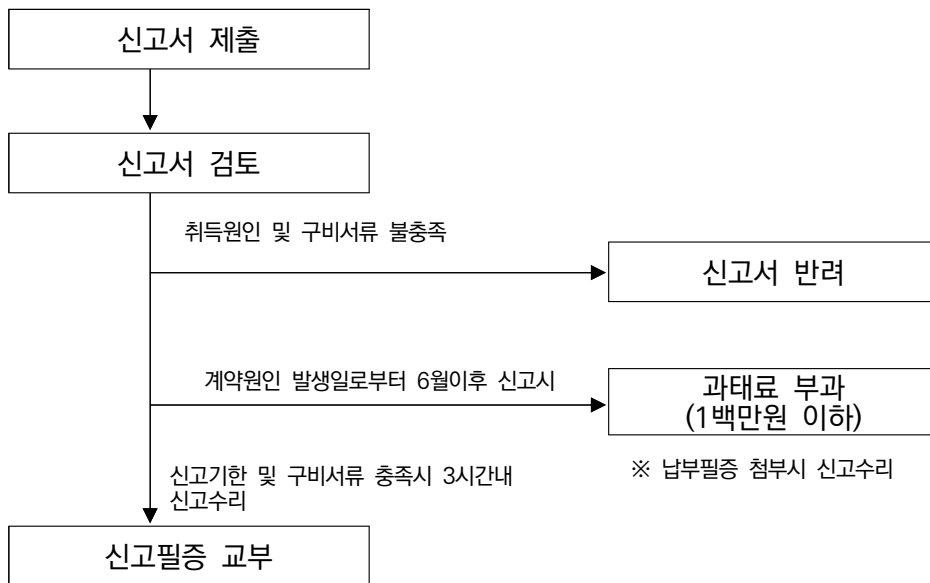 신고서 제출
신고서 검토
취득원인 및 구비서류 불충족
신고서 반려
계약원인 발생일로부터 6월이후 신고시
과태료 부과
(1백만원 이하)
※ 납부필증 첨부시 신고수리
신고기한 및 구비서류 충족시 3시간내
신고수리
신고필증 교부